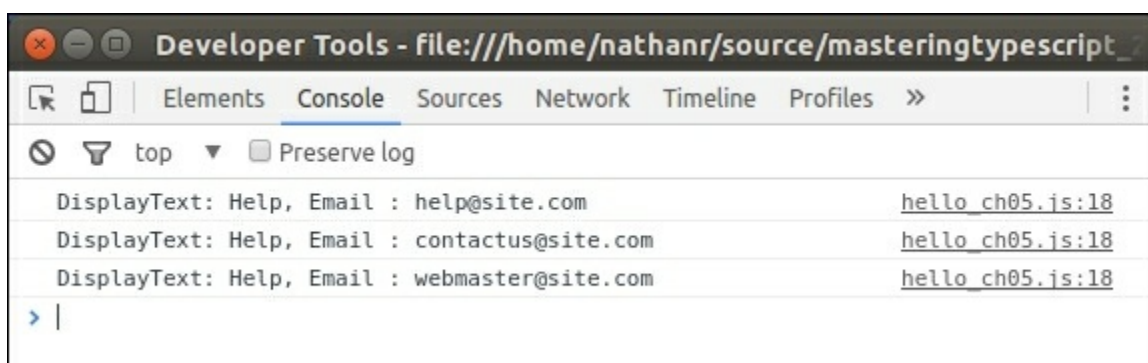 Developer Tools - file:///home/nathanr/source/masteringtypescript_
Elements Console Sources Network Timeline Profiles »
top ▼ Preserve log
DisplayText: Help, Email : help@site.com hello_ch05.js:18
DisplayText: Help, Email : contactus@site.com hello_ch05.js:18
DisplayText: Help, Email : webmaster@site.com hello_ch05.js:18
>